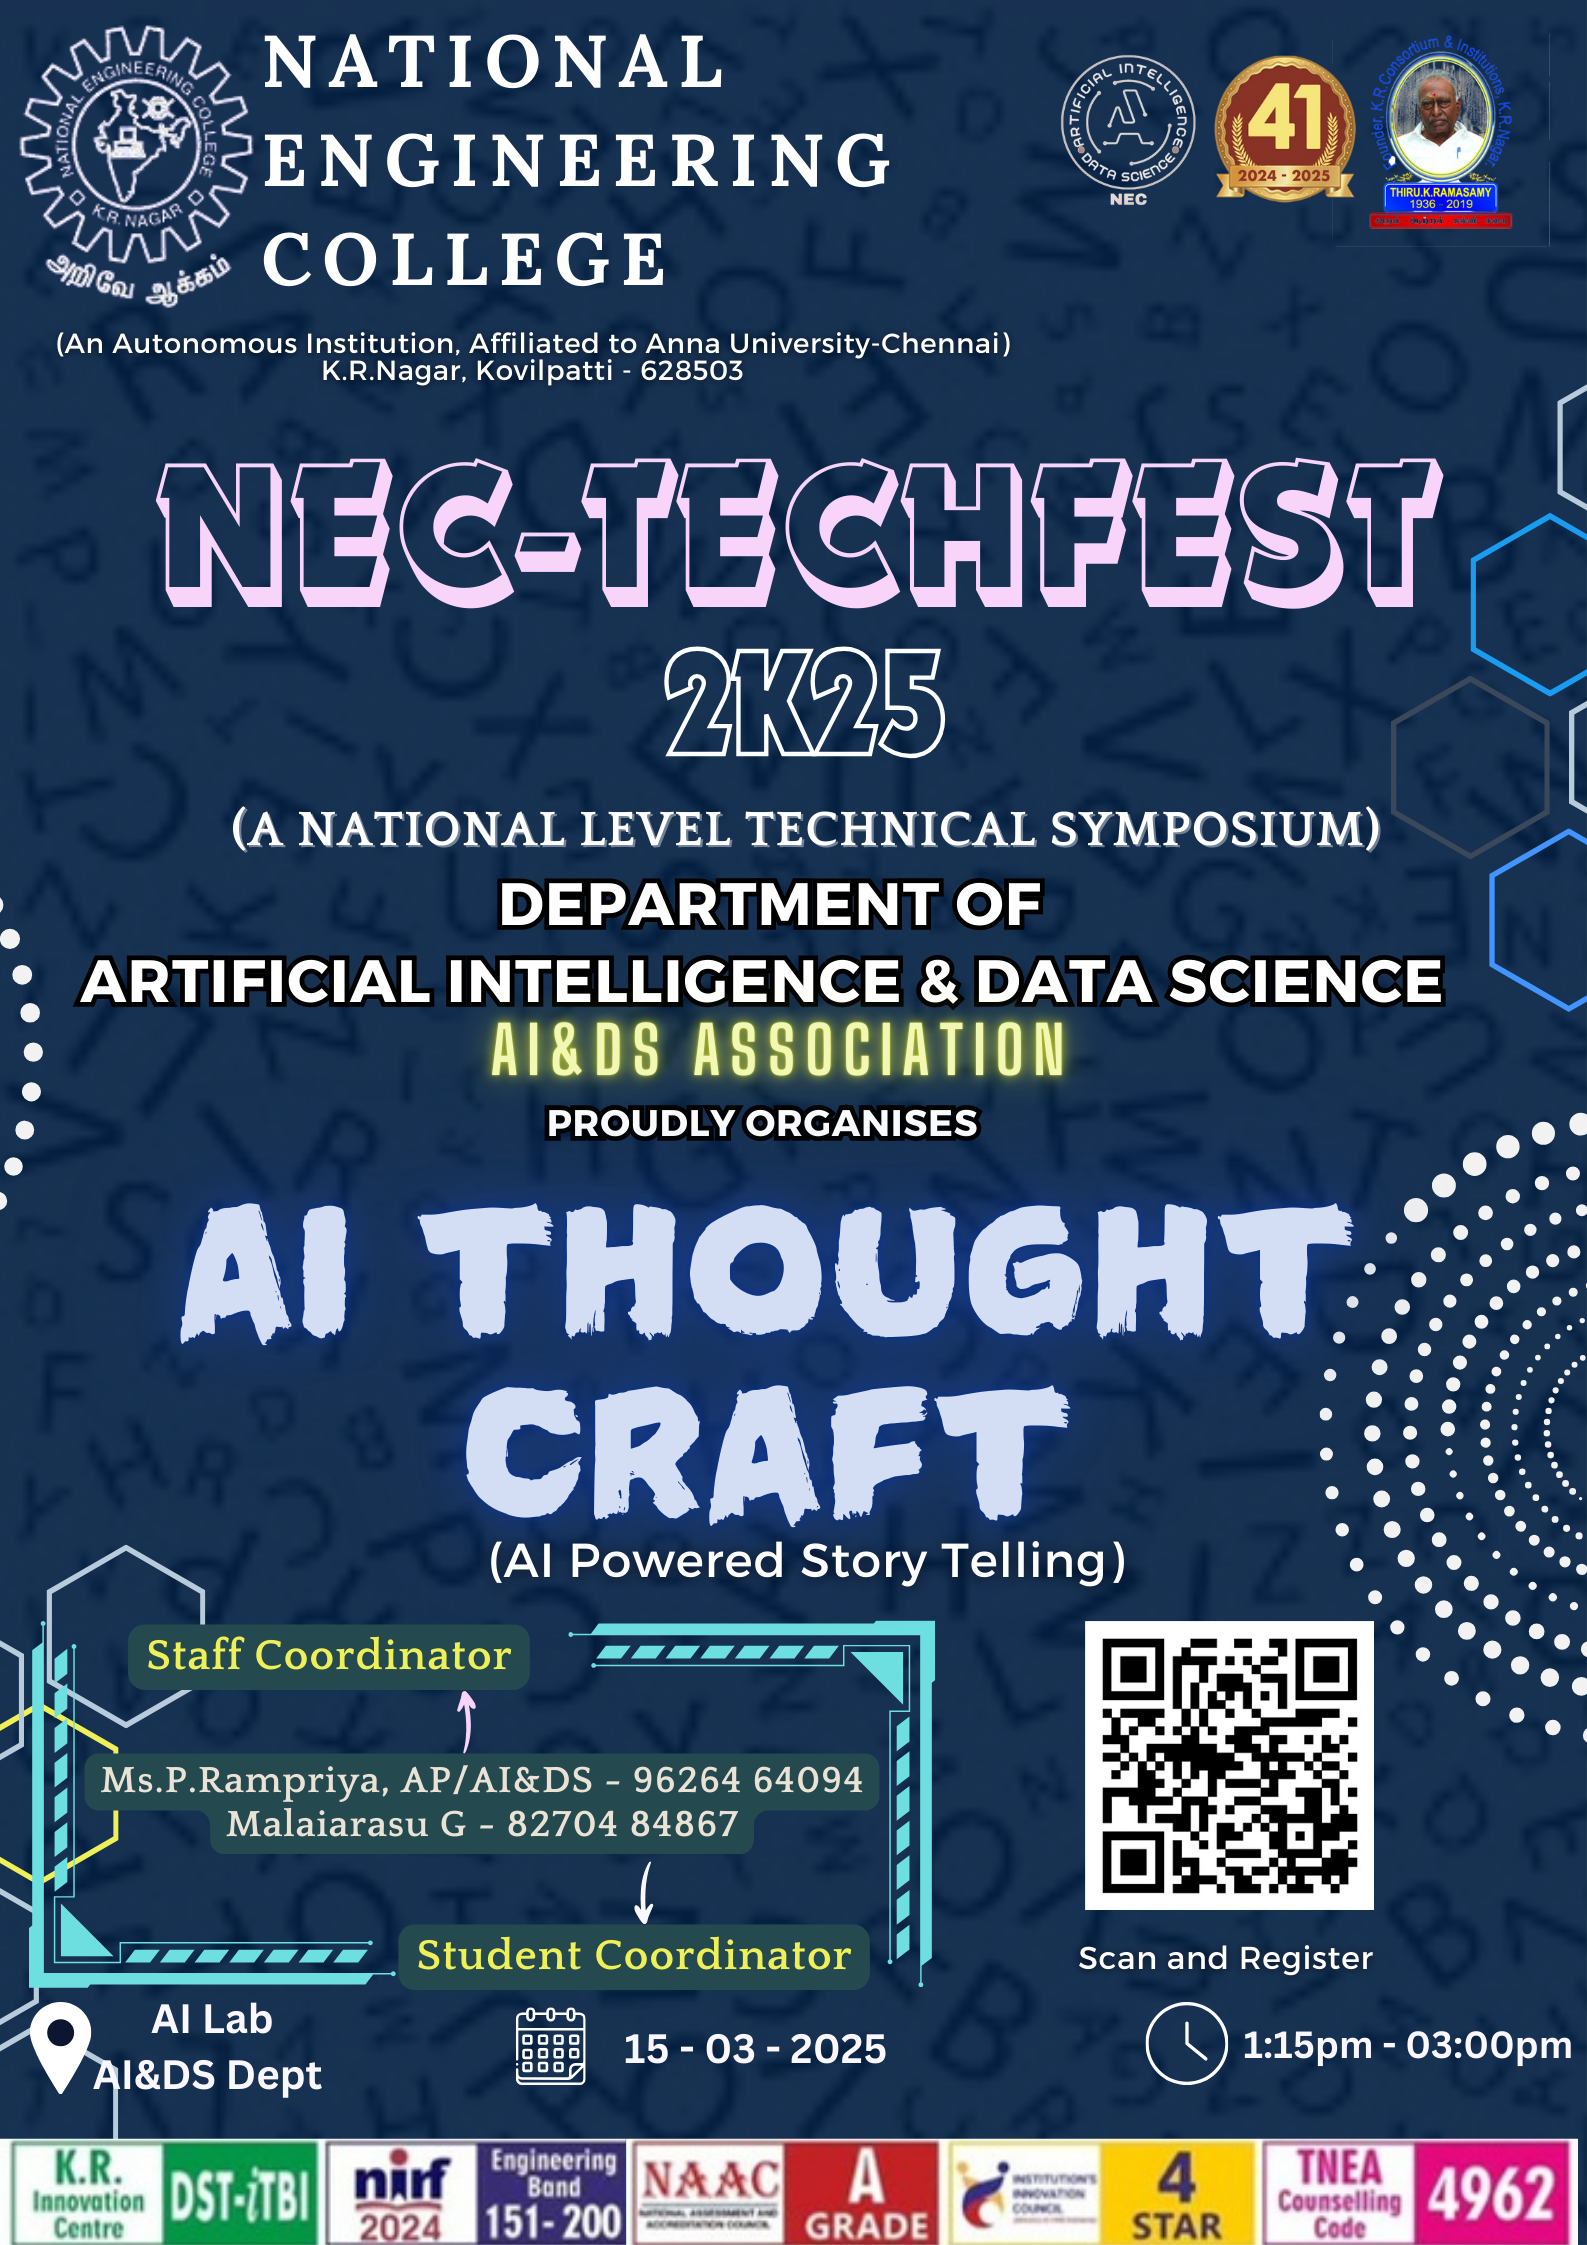 NATIONAL
ENGINEERING
COLLEGE
NATIONAL ENGINEERING COLLEGE
K.R. NAGAR
அறிவே ஆக்கம்
ARTIFICIAL INTELLIGENCE
DATA SCIENCE
NEC
41
2024 - 2025
K.R.Consortium & Institutions, K.R.Nagar
THIRU.K.RAMASAMY
1936 - 2019
(An Autonomous Institution, Affiliated to Anna University-Chennai)
K.R.Nagar, Kovilpatti - 628503
NEC-TECHFEST
2K25
(A NATIONAL LEVEL TECHNICAL SYMPOSIUM)
DEPARTMENT OF
ARTIFICIAL INTELLIGENCE & DATA SCIENCE
AI&DS ASSOCIATION
PROUDLY ORGANISES
AI THOUGHT
CRAFT
(AI Powered Story Telling)
Staff Coordinator
Ms.P.Rampriya, AP/AI&DS - 96264 64094
Malaiarasu G - 82704 84867
Student Coordinator
Scan and Register
AI Lab
AI&DS Dept
15 - 03 - 2025
1:15pm - 03:00pm
K.R.
Innovation
Centre
DST-iTBI
nirf
2024
Engineering
Band
151- 200
NAAC
NATIONAL ASSESSMENT AND
ACCREDITATION COUNCIL
A
GRADE
INSTITUTION'S
INNOVATION
COUNCIL
4
STAR
TNEA
Counselling
Code
4962